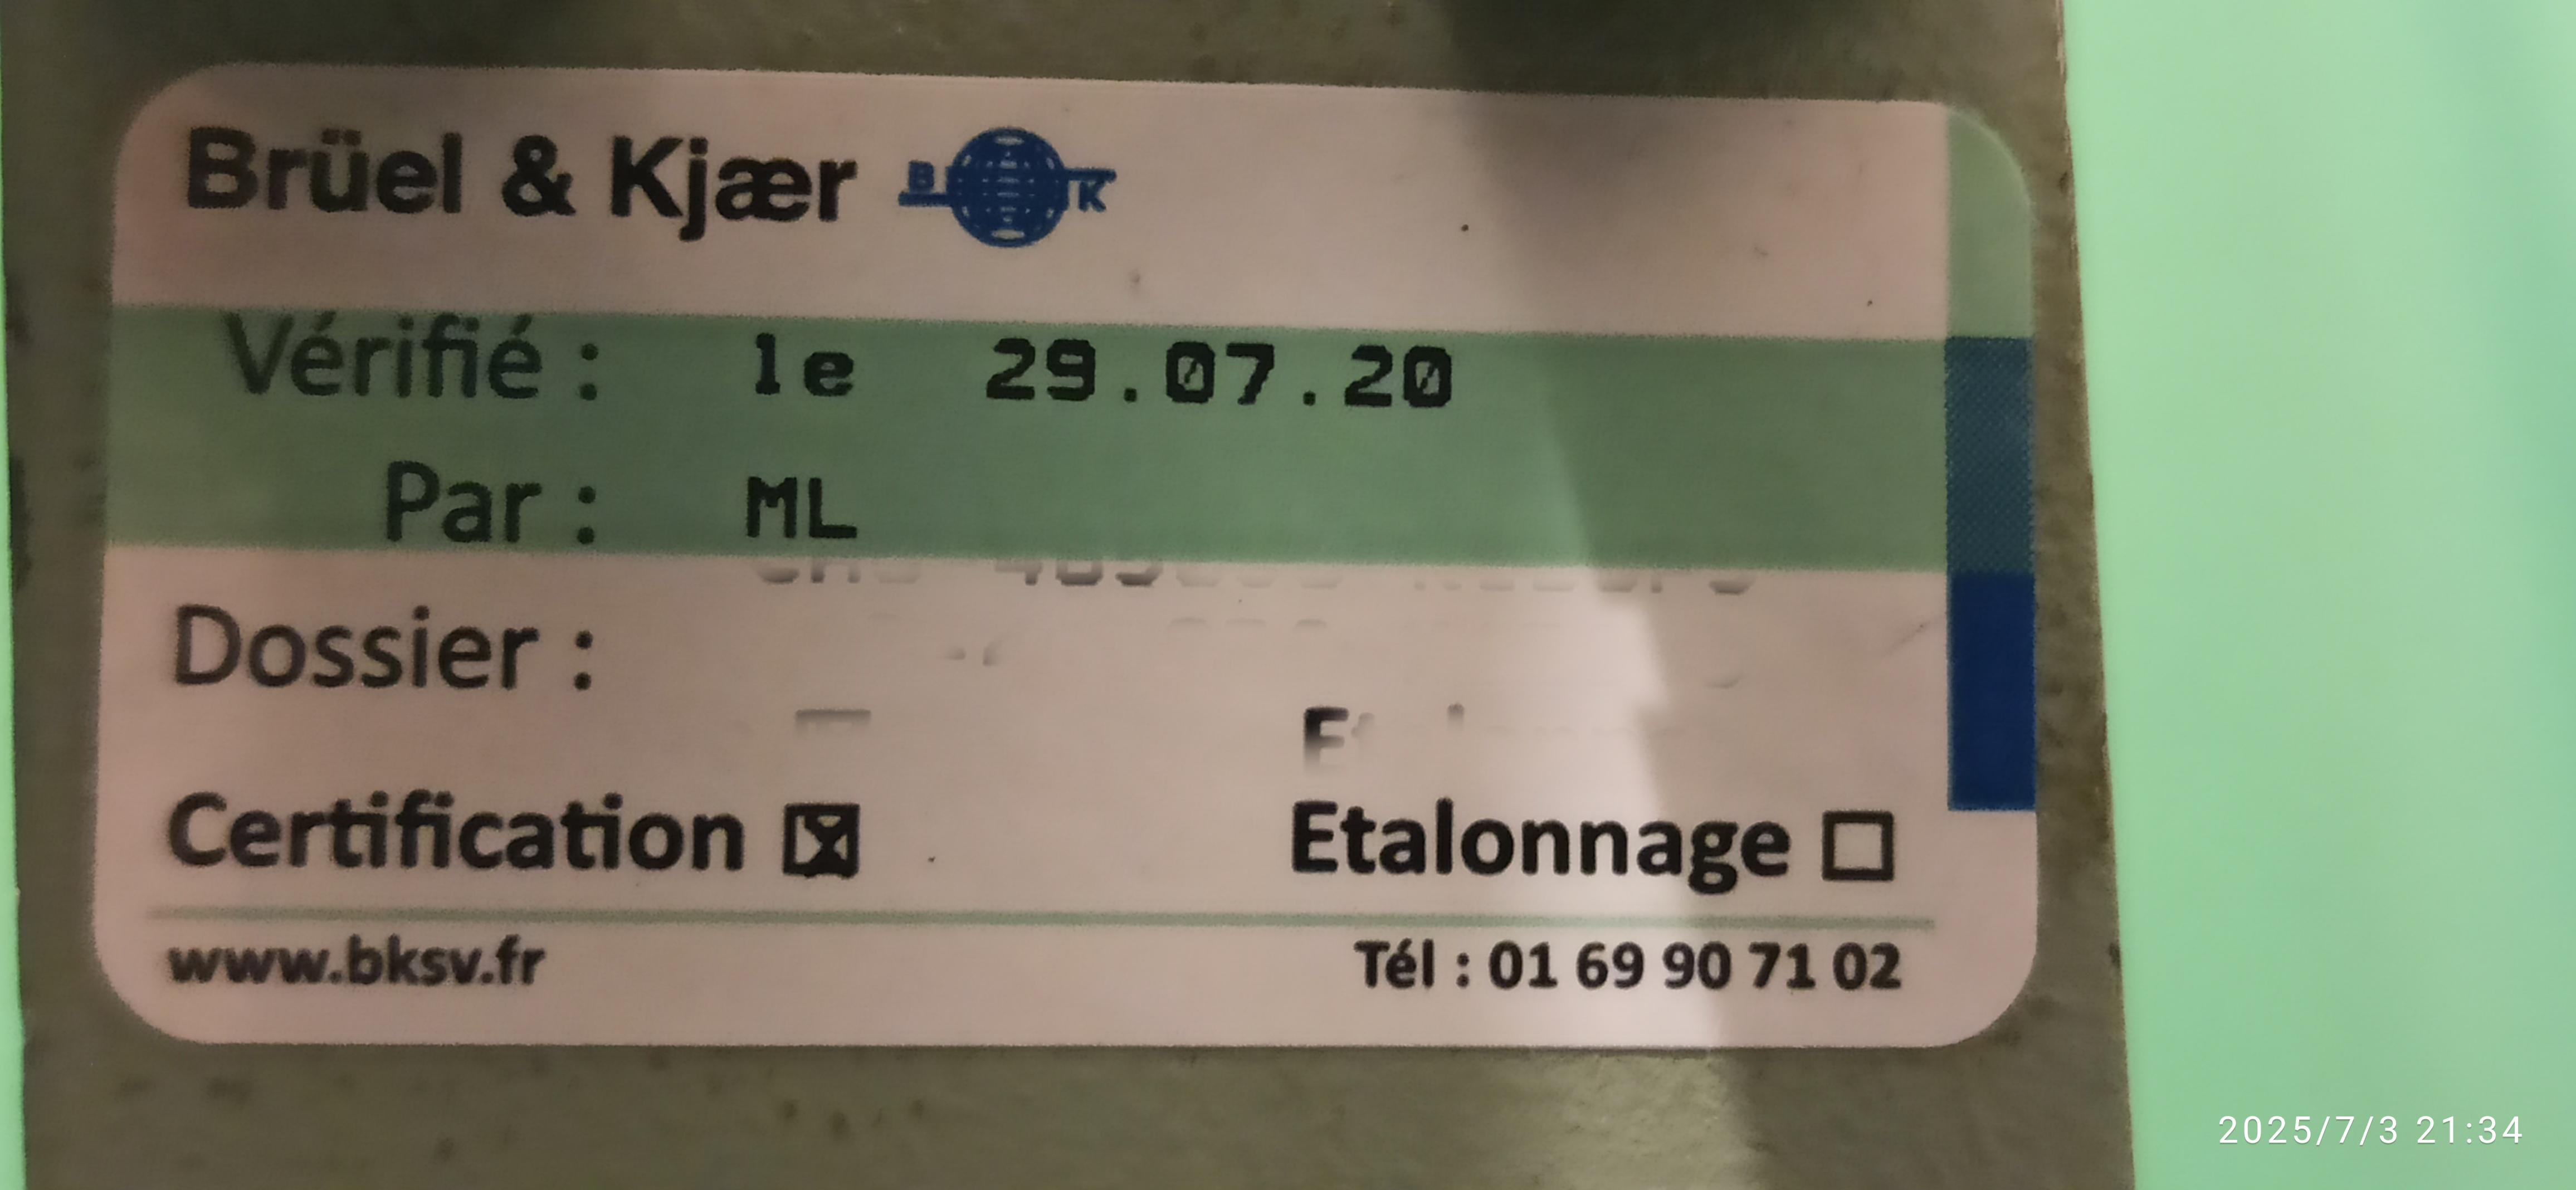 Brüel & Kjær B K
Vérifié : le 29.07.20
Par : ML
Dossier :
Certification ☒ Etalonnage ☐
www.bksv.fr Tél : 01 69 90 71 02
2025/7/3 21:34